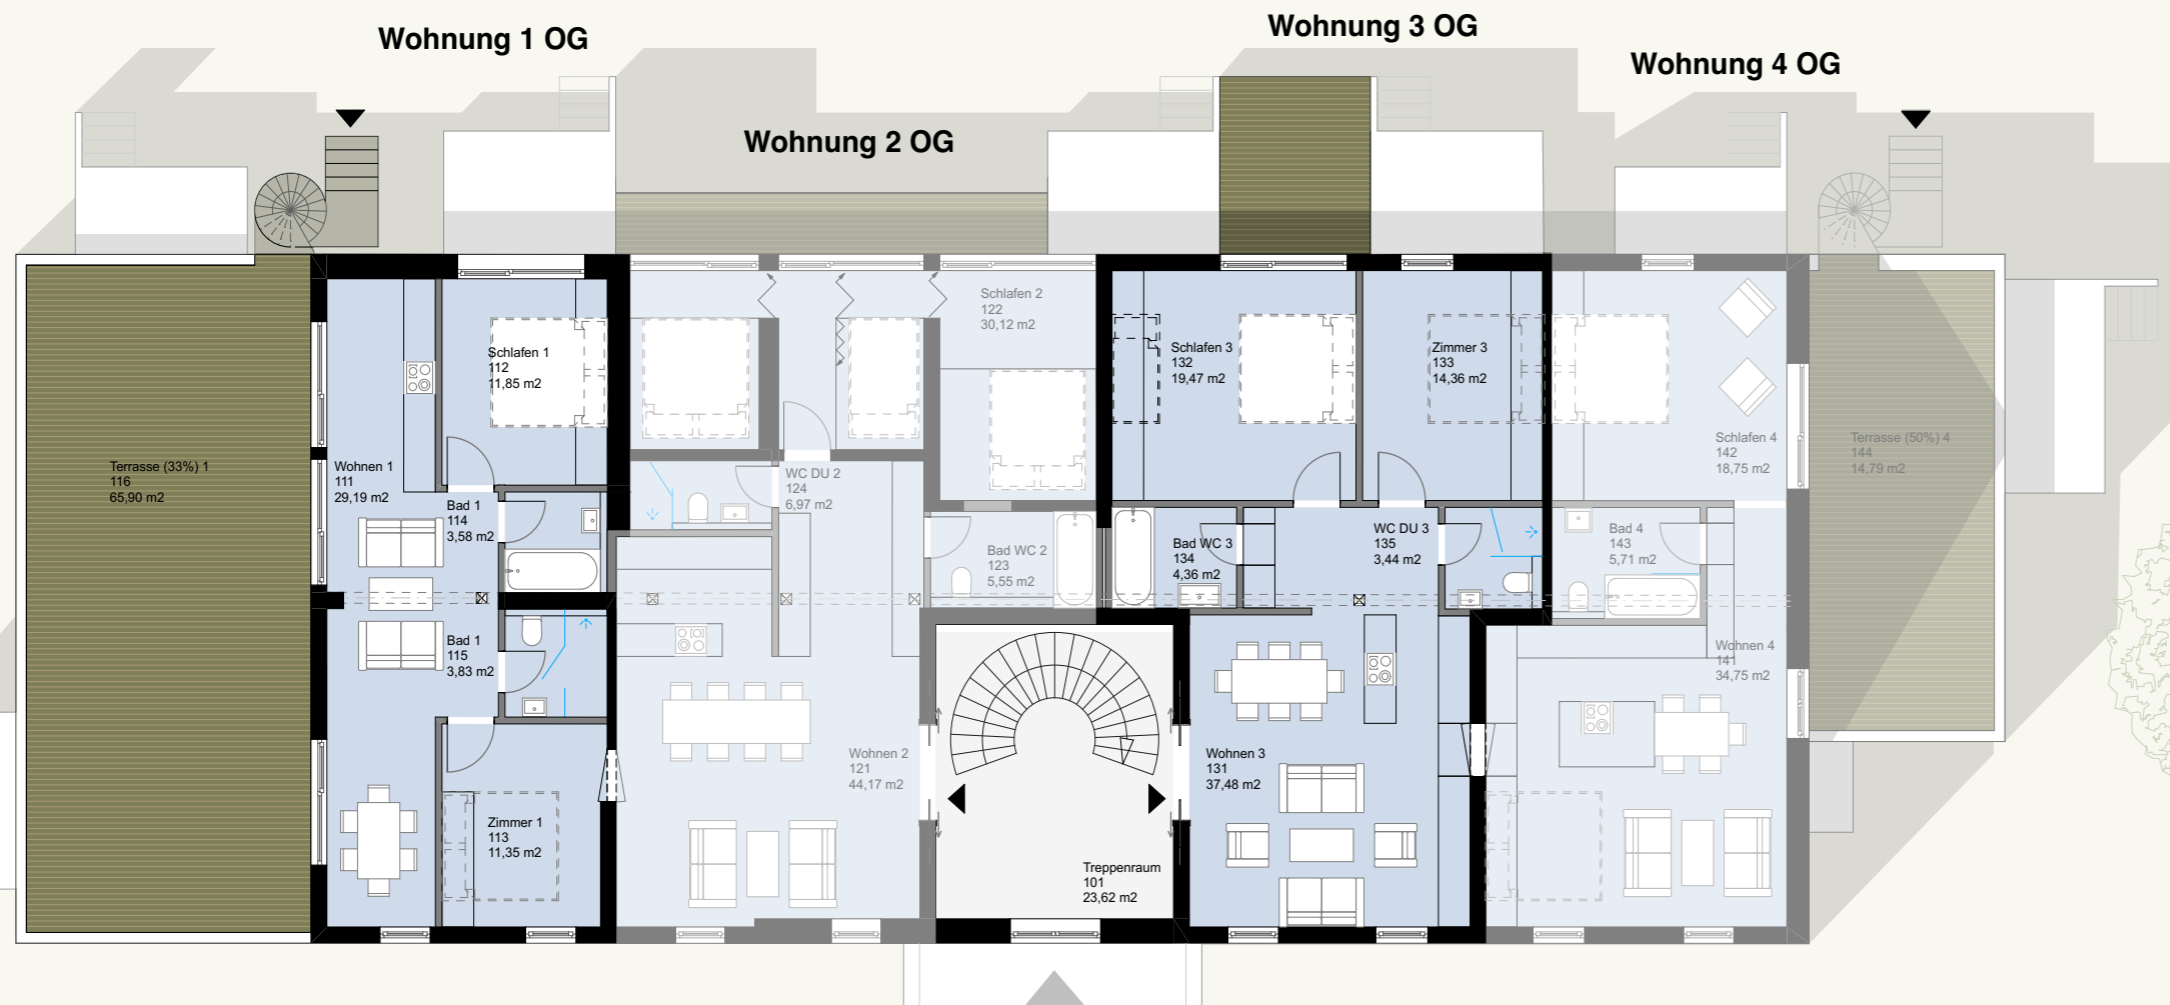 Wohnung 1 OG
Wohnung 2 OG
Wohnung 3 OG
Wohnung 4 OG
Terrasse (33%) 1
116
65,90 m2
Wohnen 1
111
29,19 m2
Schlafen 1
112
11,85 m2
Bad 1
114
3,58 m2
Bad 1
115
3,83 m2
Zimmer 1
113
11,35 m2
Schlafen 2
122
30,12 m2
WC DU 2
124
6,97 m2
Bad WC 2
123
5,55 m2
Wohnen 2
121
44,17 m2
Treppenraum
101
23,62 m2
Schlafen 3
132
19,47 m2
Zimmer 3
133
14,36 m2
Bad WC 3
134
4,36 m2
WC DU 3
135
3,44 m2
Wohnen 3
131
37,48 m2
Schlafen 4
142
18,75 m2
Bad 4
143
5,71 m2
Wohnen 4
141
34,75 m2
Terrasse (50%) 4
144
14,79 m2